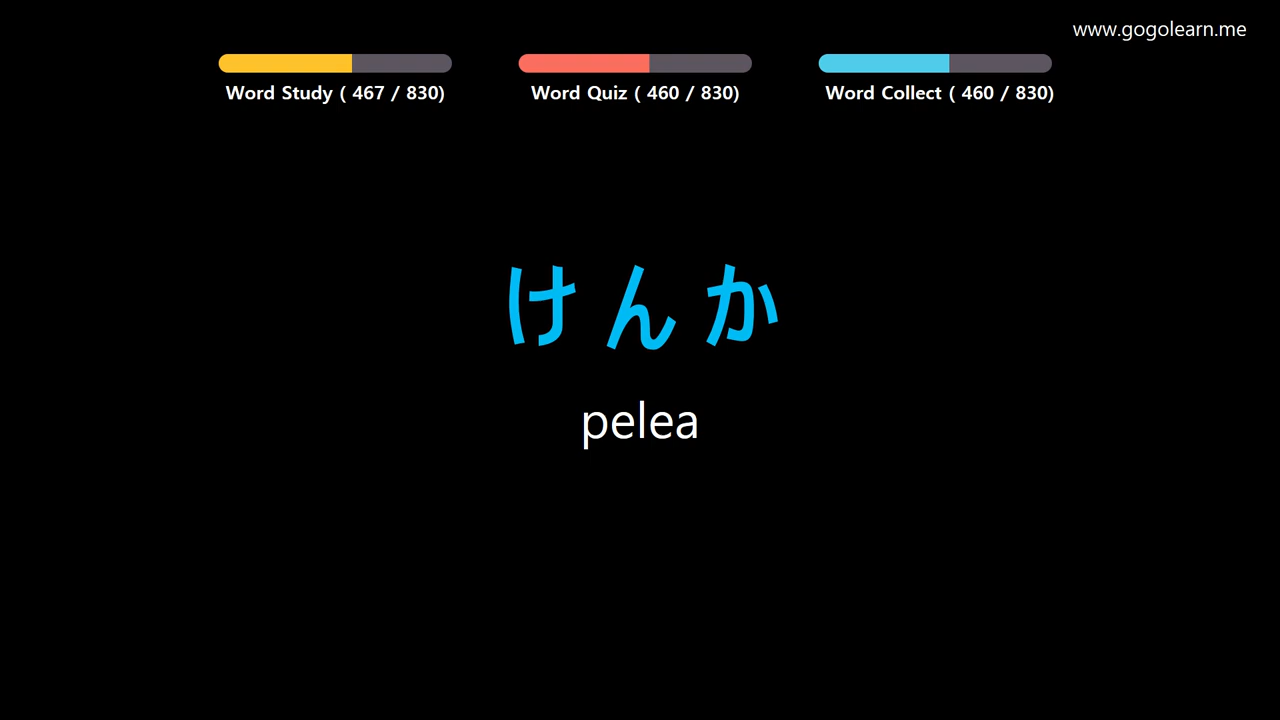 www.gogolearn.me
Word Study ( 467 / 830)
Word Quiz ( 460 / 830)
Word Collect ( 460 / 830)
けんか
pelea